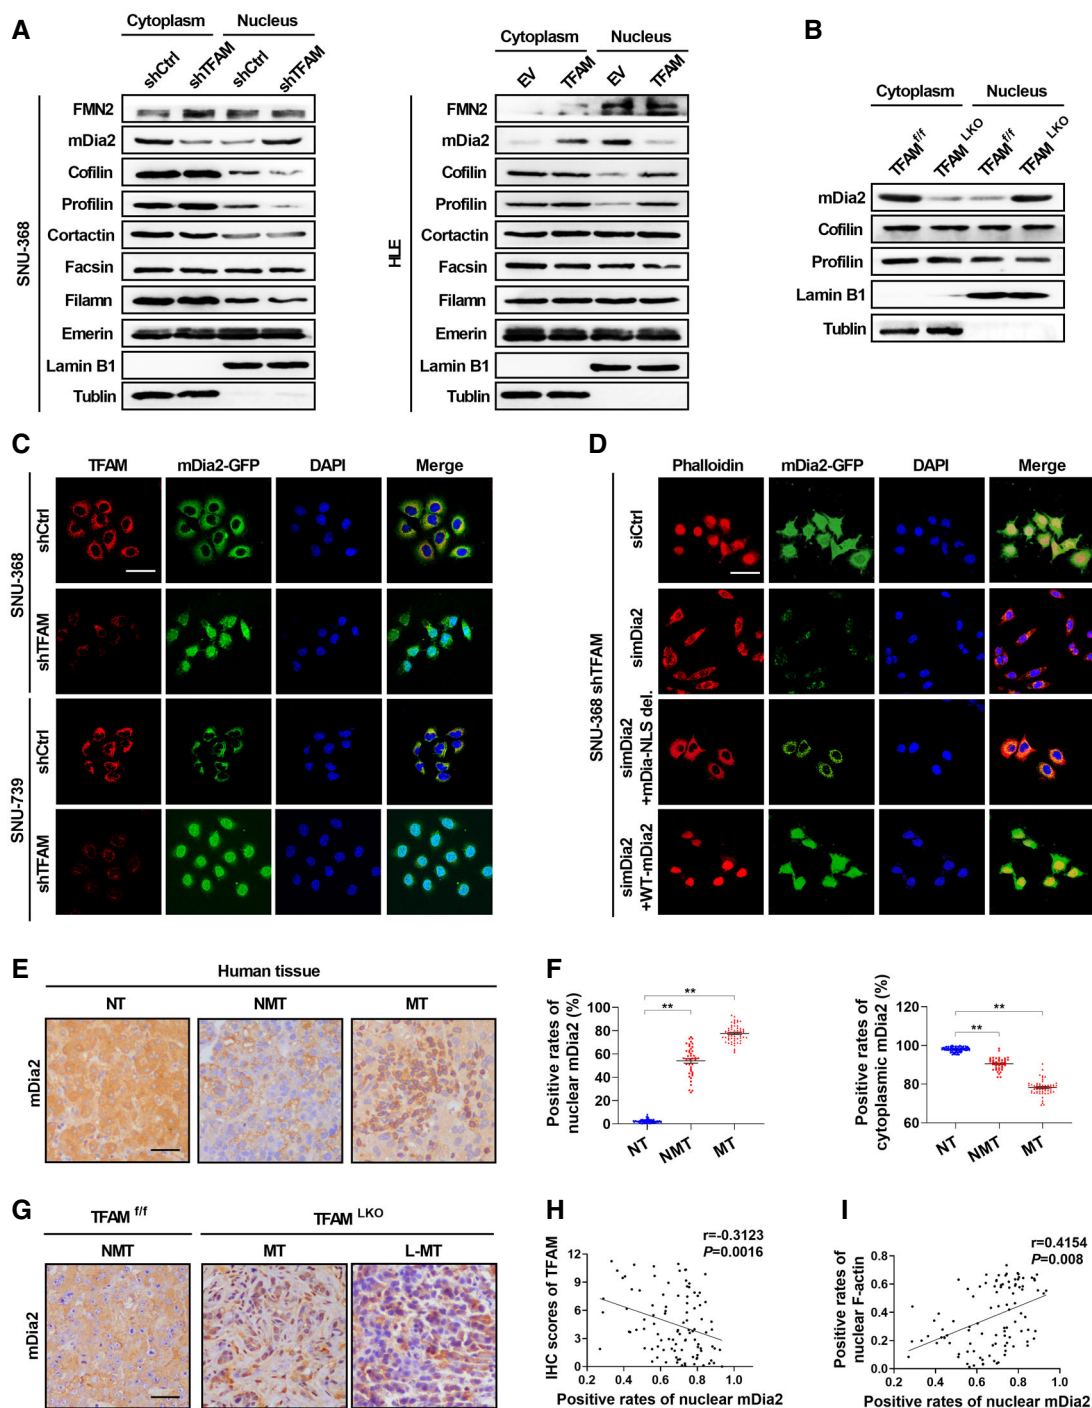 A
Cytoplasm Nucleus
shCtrl shTFAM shCtrl shTFAM
SNU-368
FMN2
mDia2
Cofilin
Profilin
Cortactin
Facsin
Filamn
Emerin
Lamin B1
Tublin
Cytoplasm Nucleus
EV TFAM EV TFAM
HLE
FMN2
mDia2
Cofilin
Profilin
Cortactin
Facsin
Filamn
Emerin
Lamin B1
Tublin
B
Cytoplasm Nucleus
TFAM f/f TFAM LKO TFAM f/f TFAM LKO
mDia2
Cofilin
Profilin
Lamin B1
Tublin
C
TFAM mDia2-GFP DAPI Merge
SNU-368
shCtrl
shTFAM
SNU-739
shCtrl
shTFAM
D
Phalloidin mDia2-GFP DAPI Merge
SNU-368 shTFAM
siCtrl
simDia2
simDia2
+mDia-NLS del.
simDia2
+WT-mDia2
E
Human tissue
NT NMT MT
mDia2
F
Positive rates of
nuclear mDia2 (%)
100
80
60
40
20
0
** **
NT NMT MT
Positive rates of
cytoplasmic mDia2 (%)
120
100
80
60
**
**
NT NMT MT
G
TFAM f/f TFAM LKO
NMT MT L-MT
mDia2
H
r=-0.3123
P=0.0016
IHC scores of TFAM
12
9
6
3
0
0.2 0.4 0.6 0.8 1.0
Positive rates of nuclear mDia2
I
r=0.4154
P=0.008
Positive rates of
nuclear F-actin
0.8
0.6
0.4
0.2
0.0
0.2 0.4 0.6 0.8 1.0
Positive rates of nuclear mDia2